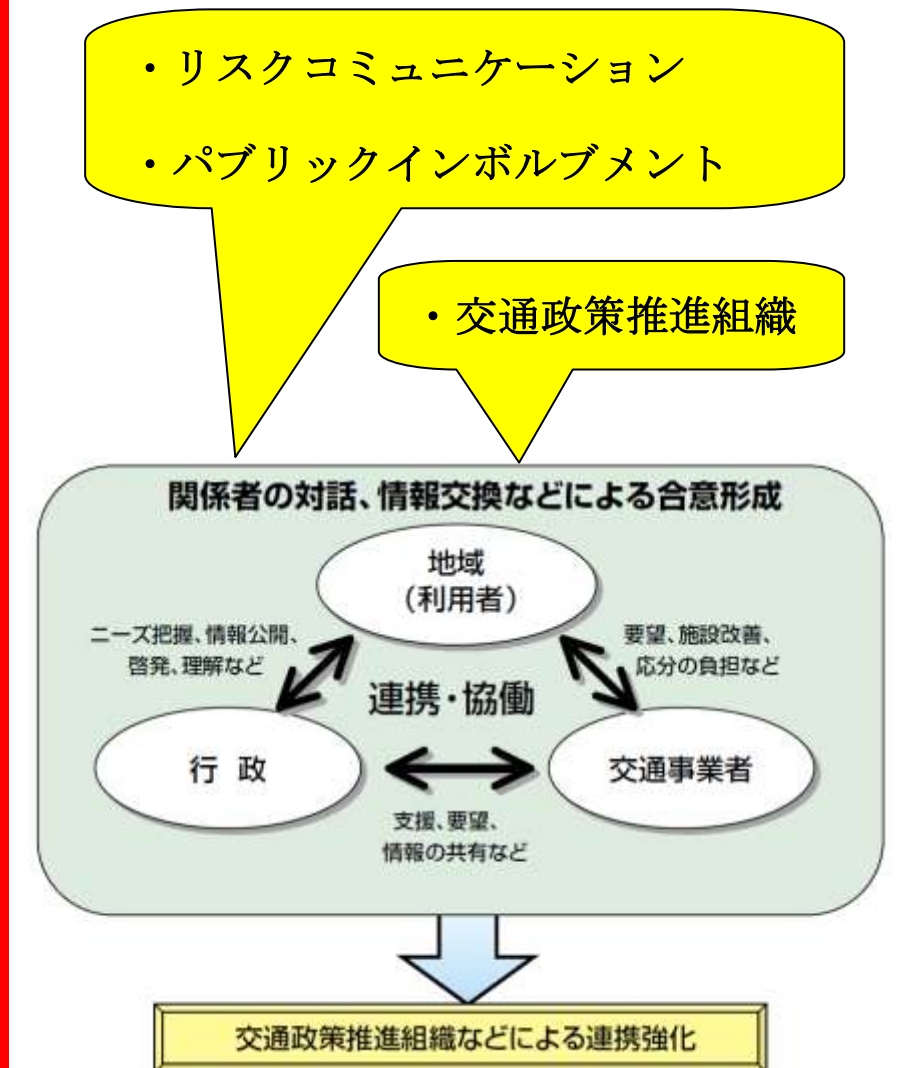 ・リスクコミュニケーション
・パブリックインボルブメント
・交通政策推進組織
関係者の対話、情報交換などによる合意形成
地域
(利用者)
ニーズ把握、情報公開、
啓発、理解など
要望、施設改善、
応分の負担など
連携・協働
行 政
交通事業者
支援、要望、
情報の共有など
交通政策推進組織などによる連携強化